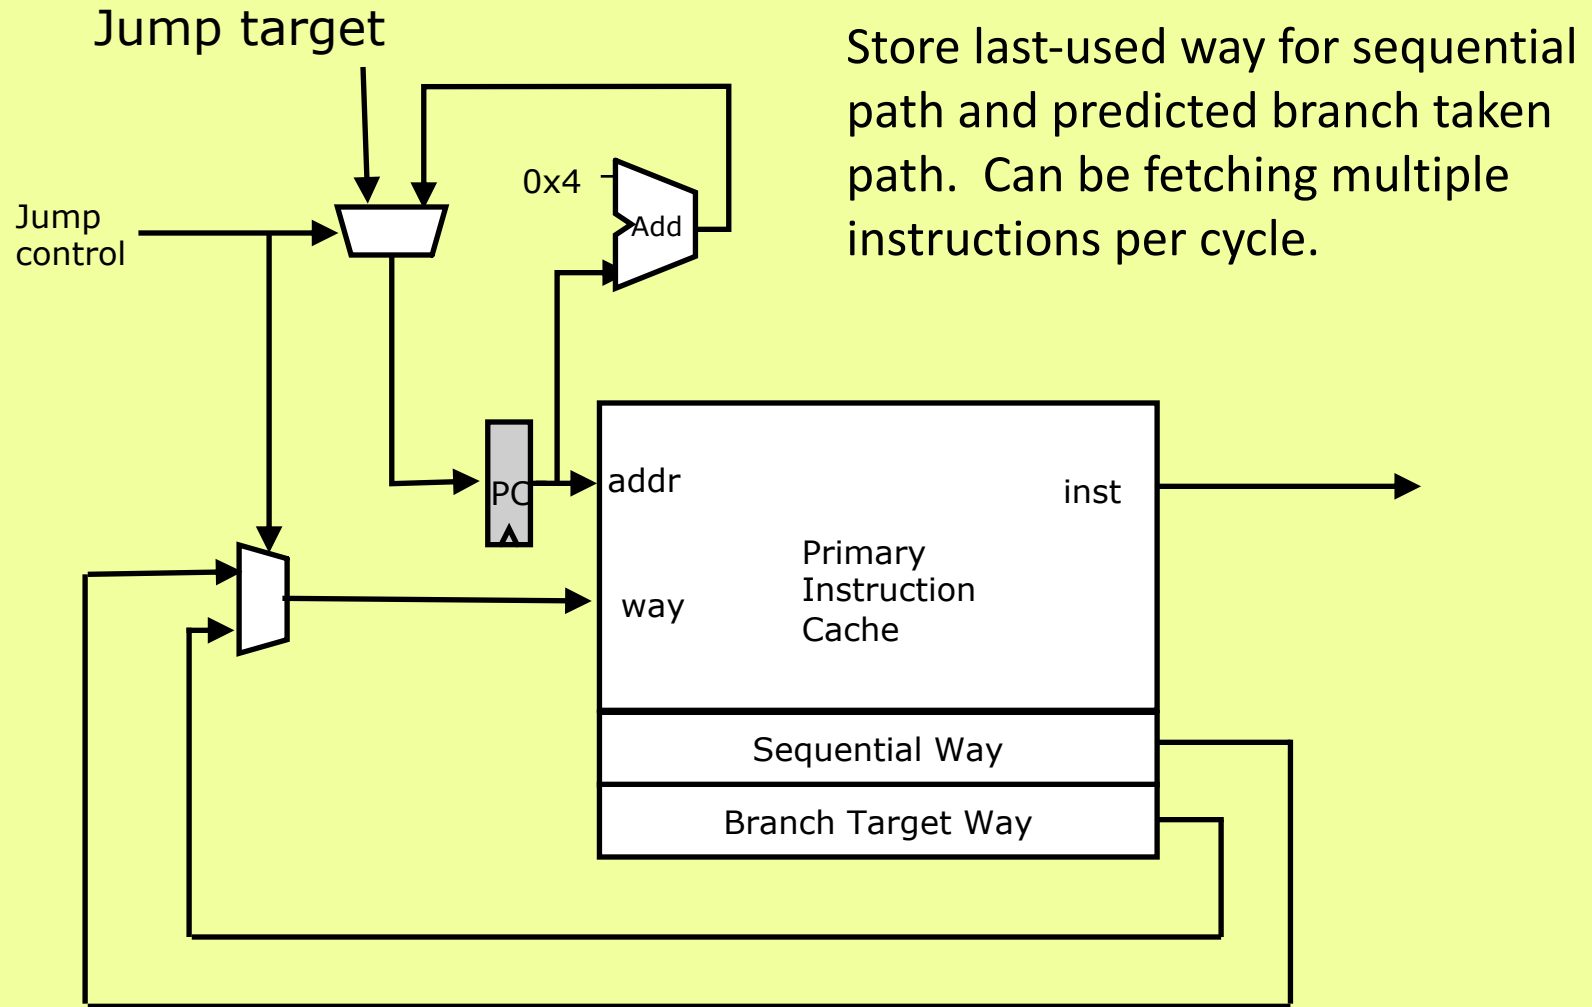 Jump target
Store last-used way for sequential
path and predicted branch taken
path.  Can be fetching multiple
instructions per cycle.
0x4
Add
Jump
control
PC
addr
inst
Primary
Instruction
Cache
way
Sequential Way
Branch Target Way